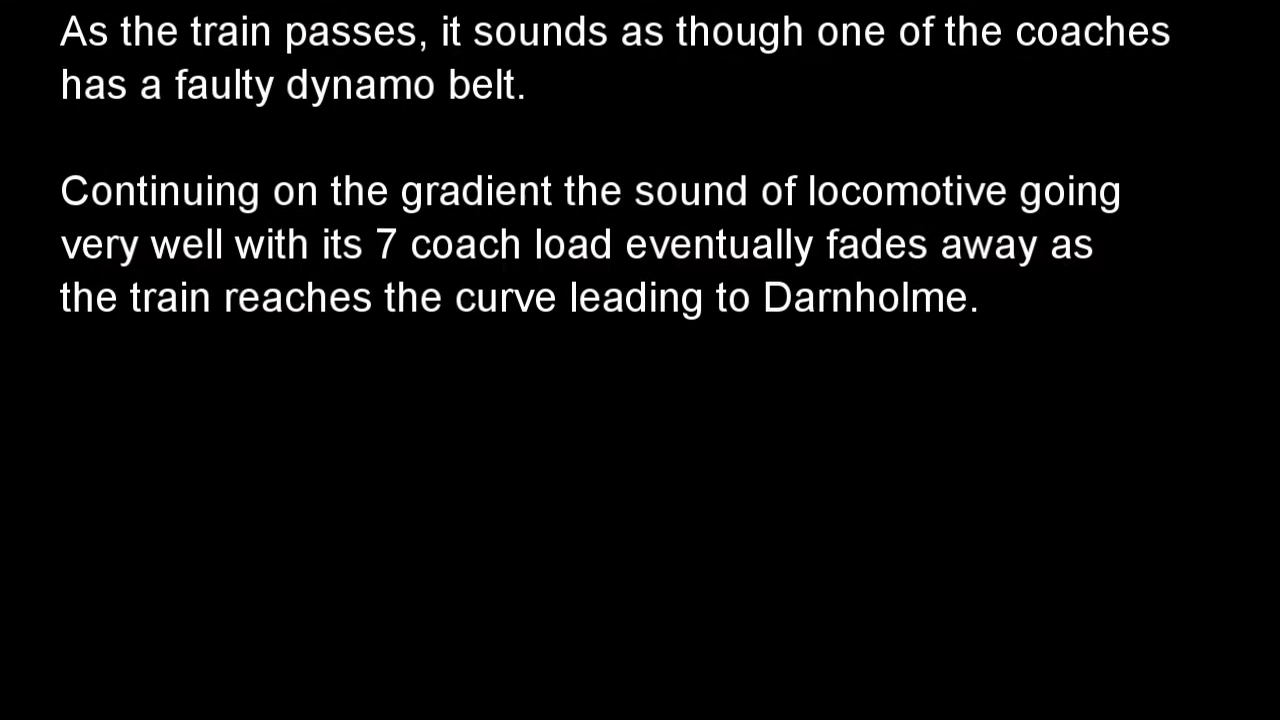 As the train passes, it sounds as though one of the coaches
has a faulty dynamo belt.
Continuing on the gradient the sound of locomotive going
very well with its 7 coach load eventually fades away as
the train reaches the curve leading to Darnholme.